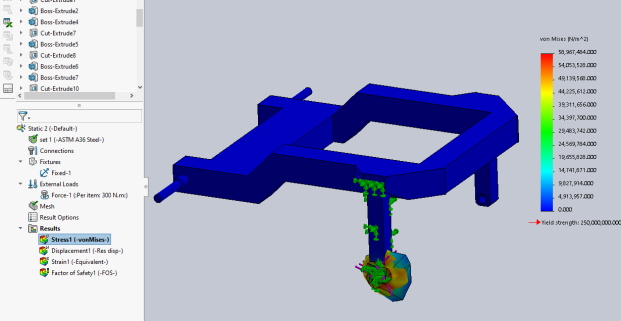 Cut-Extrude1
Boss-Extrude2
Boss-Extrude4
Cut-Extrude7
Boss-Extrude5
Cut-Extrude8
Boss-Extrude6
Boss-Extrude7
Cut-Extrude10
Static 2 (-Default-)
set 1 (-ASTM A36 Steel-)
Connections
Fixtures
Fixed-1
External Loads
Force-1 (:Per item: 300 N.m:)
Mesh
Result Options
Results
Stress1 (-vonMises-)
Displacement1 (-Res disp-)
Strain1 (-Equivalent-)
Factor of Safety1 (-FOS-)
von Mises (N/m^2)
58,967,484.000
54,053,528.000
49,139,568.000
44,225,612.000
39,311,656.000
34,397,700.000
29,483,742.000
24,569,784.000
19,655,828.000
14,741,871.000
9,827,914.000
4,913,957.000
0.000
Yield strength: 250,000,000.000